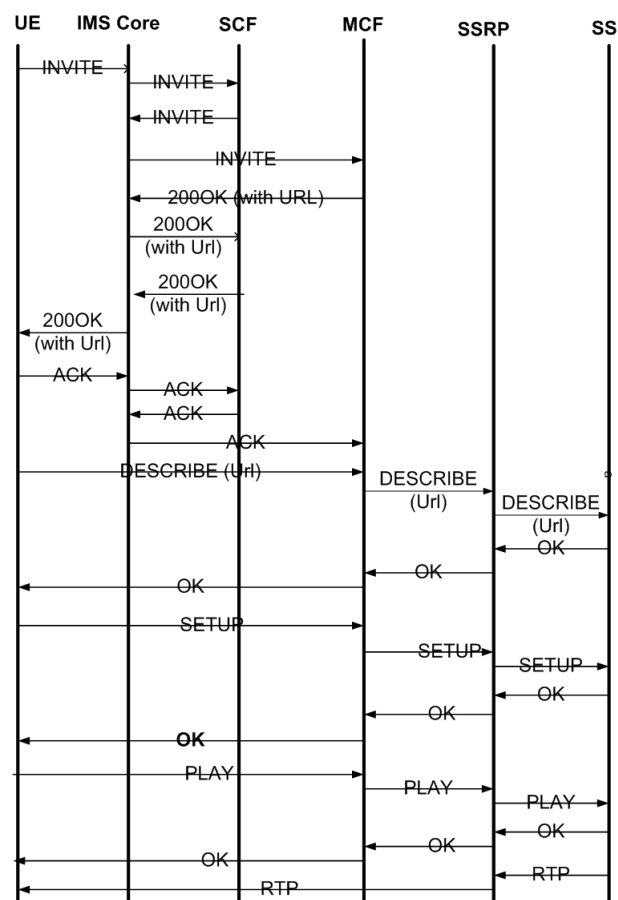 UE IMS Core SCF MCF SSRP SS
INVITE
INVITE
INVITE
INVITE
200OK (with URL)
200OK
(with Url)
200OK
(with Url)
200OK
(with Url)
ACK
ACK
ACK
ACK
DESCRIBE (Url)
DESCRIBE
(Url)
DESCRIBE
(Url)
OK
OK
OK
SETUP
SETUP
SETUP
OK
OK
OK
PLAY
PLAY
PLAY
OK
OK
OK
RTP
RTP